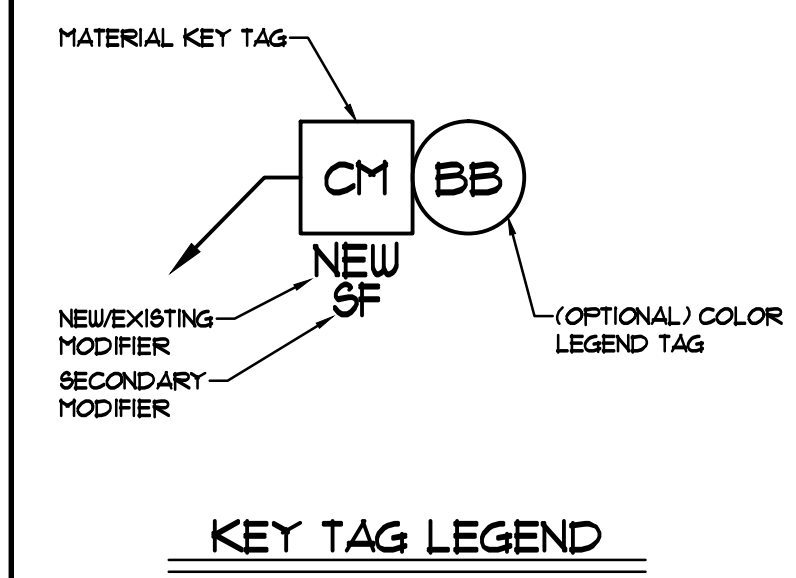 MATERIAL KEY TAG
CM
BB
NEW
SF
NEW/EXISTING
MODIFIER
SECONDARY
MODIFIER
(OPTIONAL) COLOR
LEGEND TAG
KEY TAG LEGEND